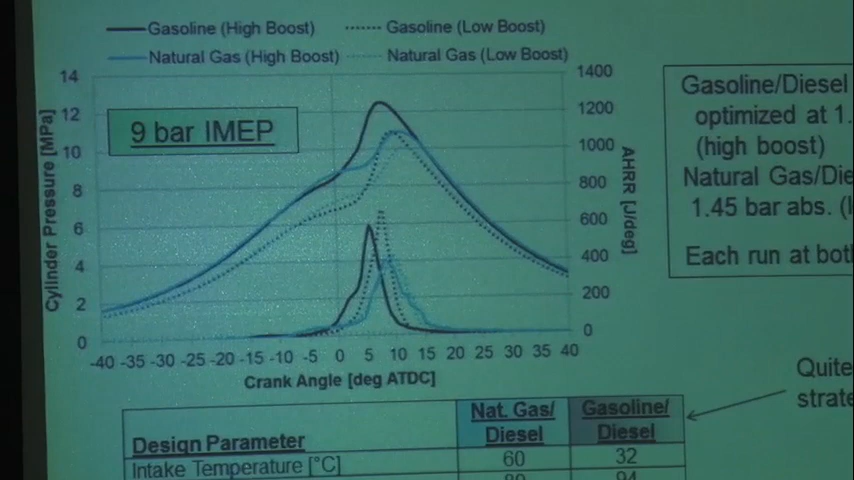 Gasoline (High Boost) Gasoline (Low Boost)
Natural Gas (High Boost) Natural Gas (Low Boost)
14 1400
12 1200
10 1000
8 800
6 600
4 400
2 200
0 0
Cylinder Pressure [MPa]
9 bar IMEP
AHRR [J/deg]
-40 -35 -30 -25 -20 -15 -10 -5 0 5 10 15 20 25 30 35 40
Crank Angle [deg ATDC]
Gasoline/Diesel
optimized at 1.
(high boost)
Natural Gas/Die
1.45 bar abs. (l
Each run at both
Quite
strate
Nat. Gas/ Gasoline/
Design Parameter Diesel Diesel
Intake Temperature [°C] 60 32
94